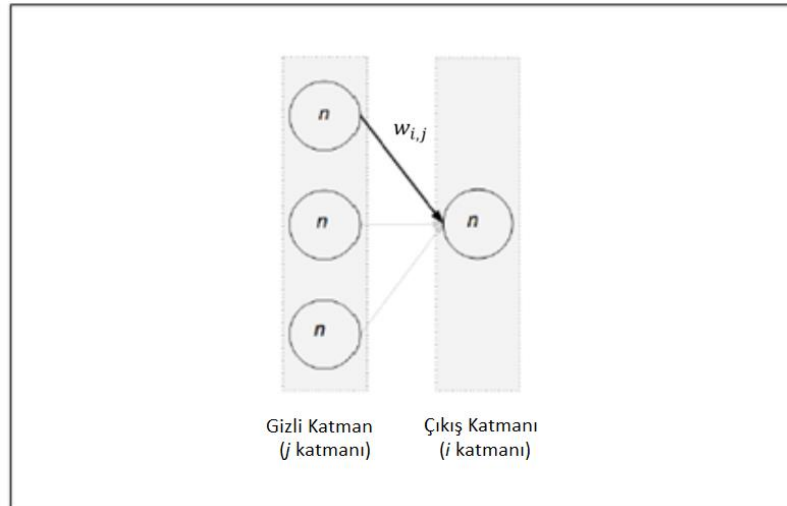 n
w_{i,j}
n
n
n
Gizli Katman
(j katmanı)
Çıkış Katmanı
(i katmanı)